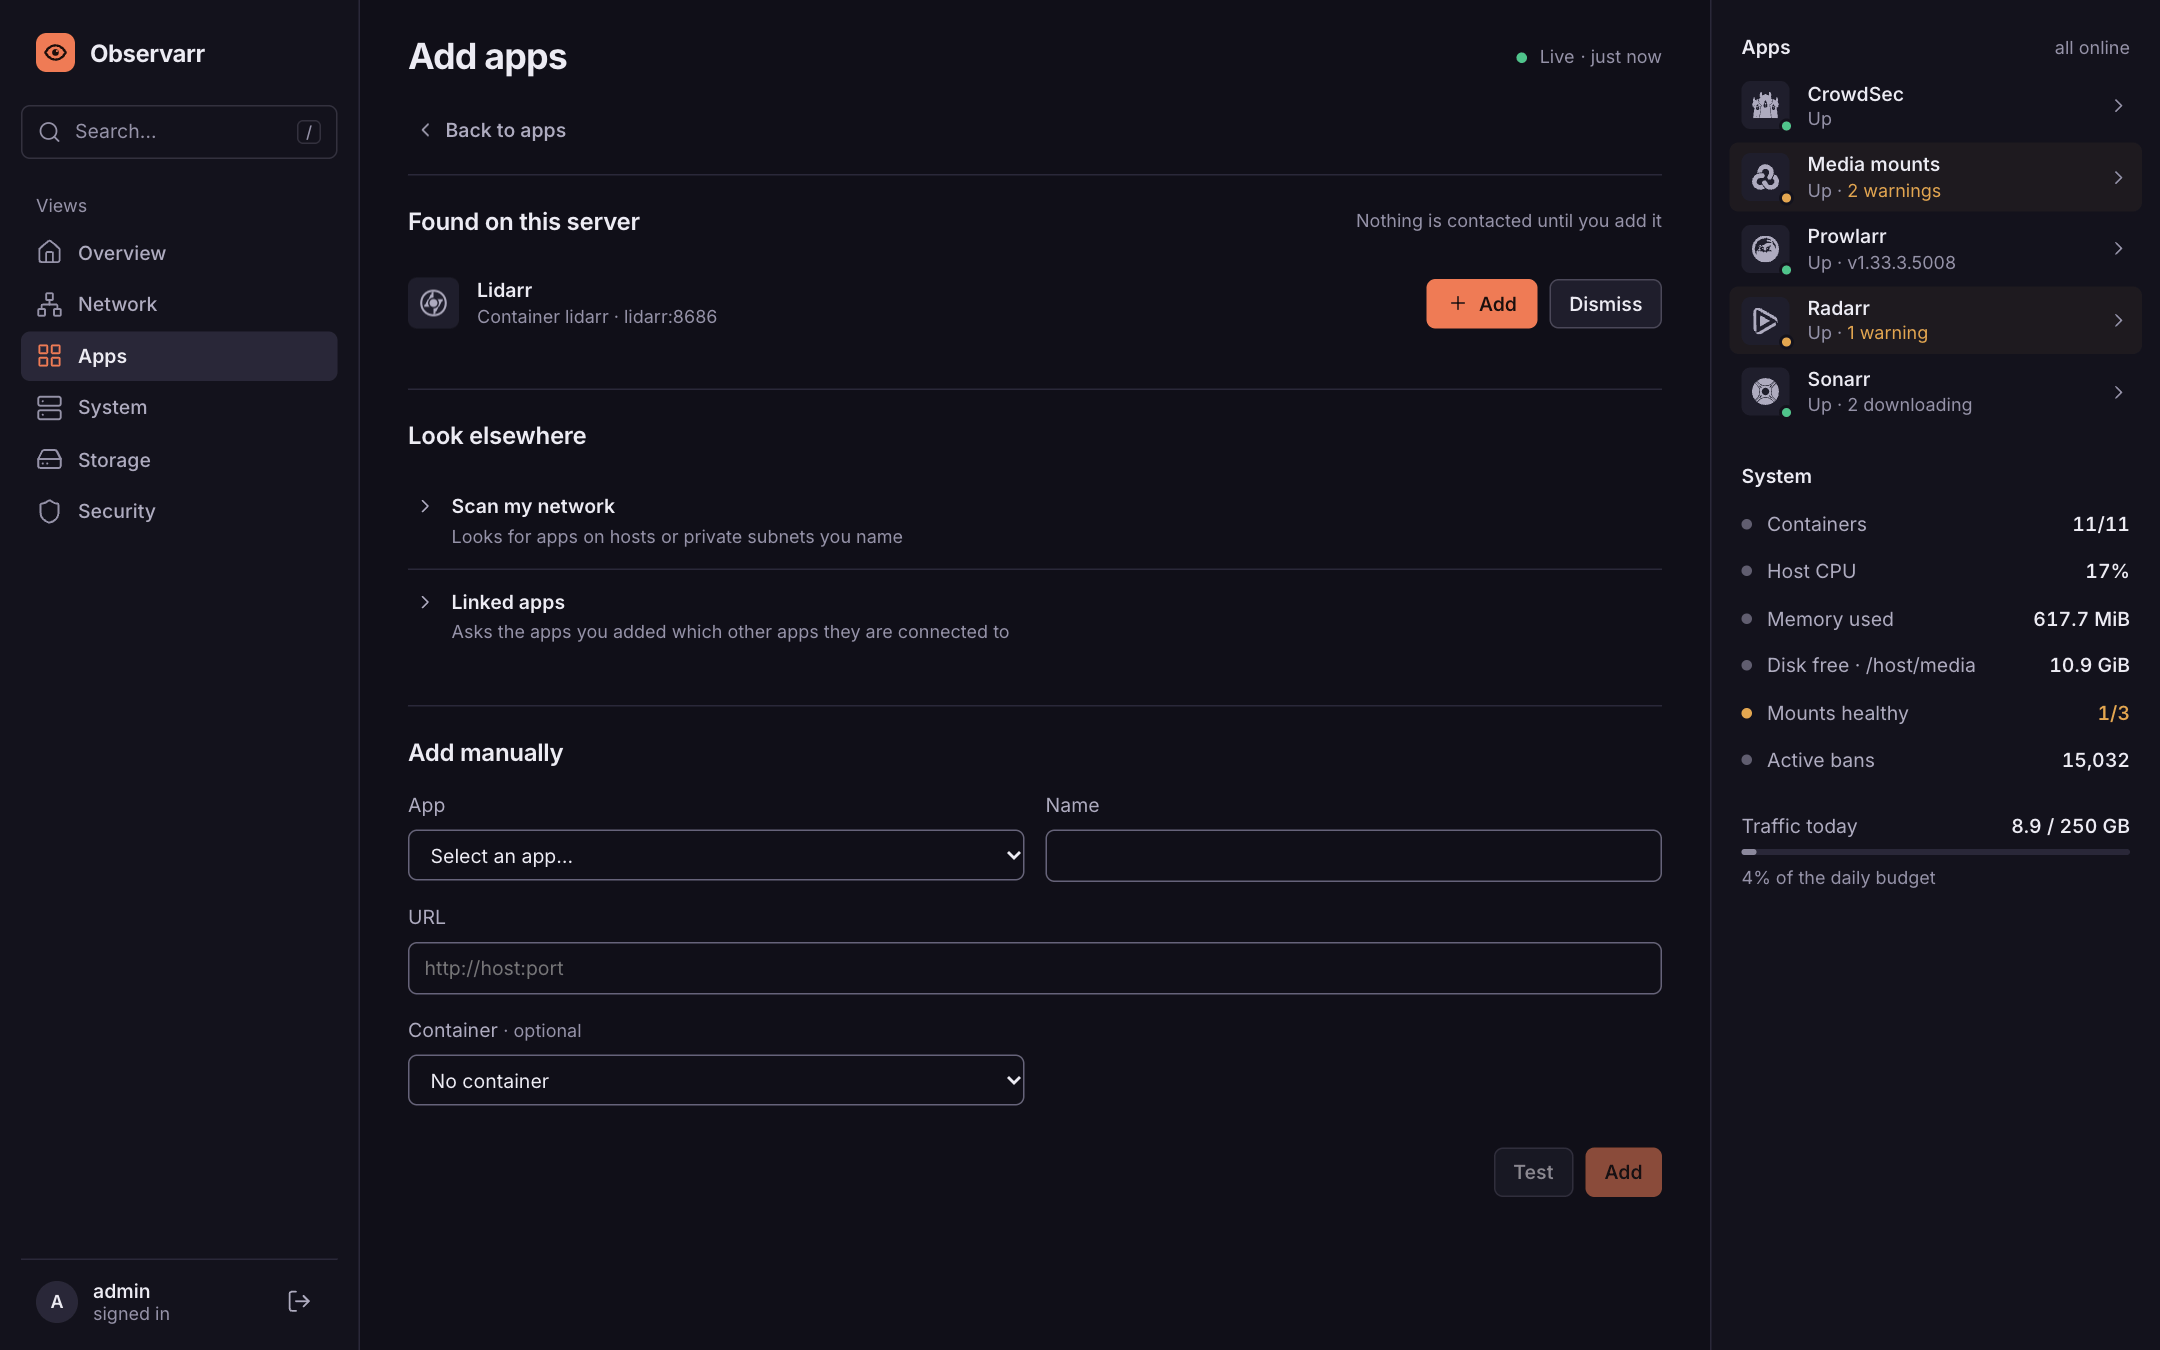 Observarr
Search...
/
Views
Overview
Network
Apps
System
Storage
Security
A
admin
signed in
Add apps
Live · just now
Back to apps
Found on this server
Nothing is contacted until you add it
Lidarr
Container lidarr · lidarr:8686
Add
Dismiss
Look elsewhere
Scan my network
Looks for apps on hosts or private subnets you name
Linked apps
Asks the apps you added which other apps they are connected to
Add manually
App
Name
Select an app...
URL
http://host:port
Container · optional
No container
Test
Add
Apps
all online
CrowdSec
Up
Media mounts
Up · 2 warnings
Prowlarr
Up · v1.33.3.5008
Radarr
Up · 1 warning
Sonarr
Up · 2 downloading
System
Containers 11/11
Host CPU 17%
Memory used 617.7 MiB
Disk free · /host/media 10.9 GiB
Mounts healthy 1/3
Active bans 15,032
Traffic today 8.9 / 250 GB
4% of the daily budget